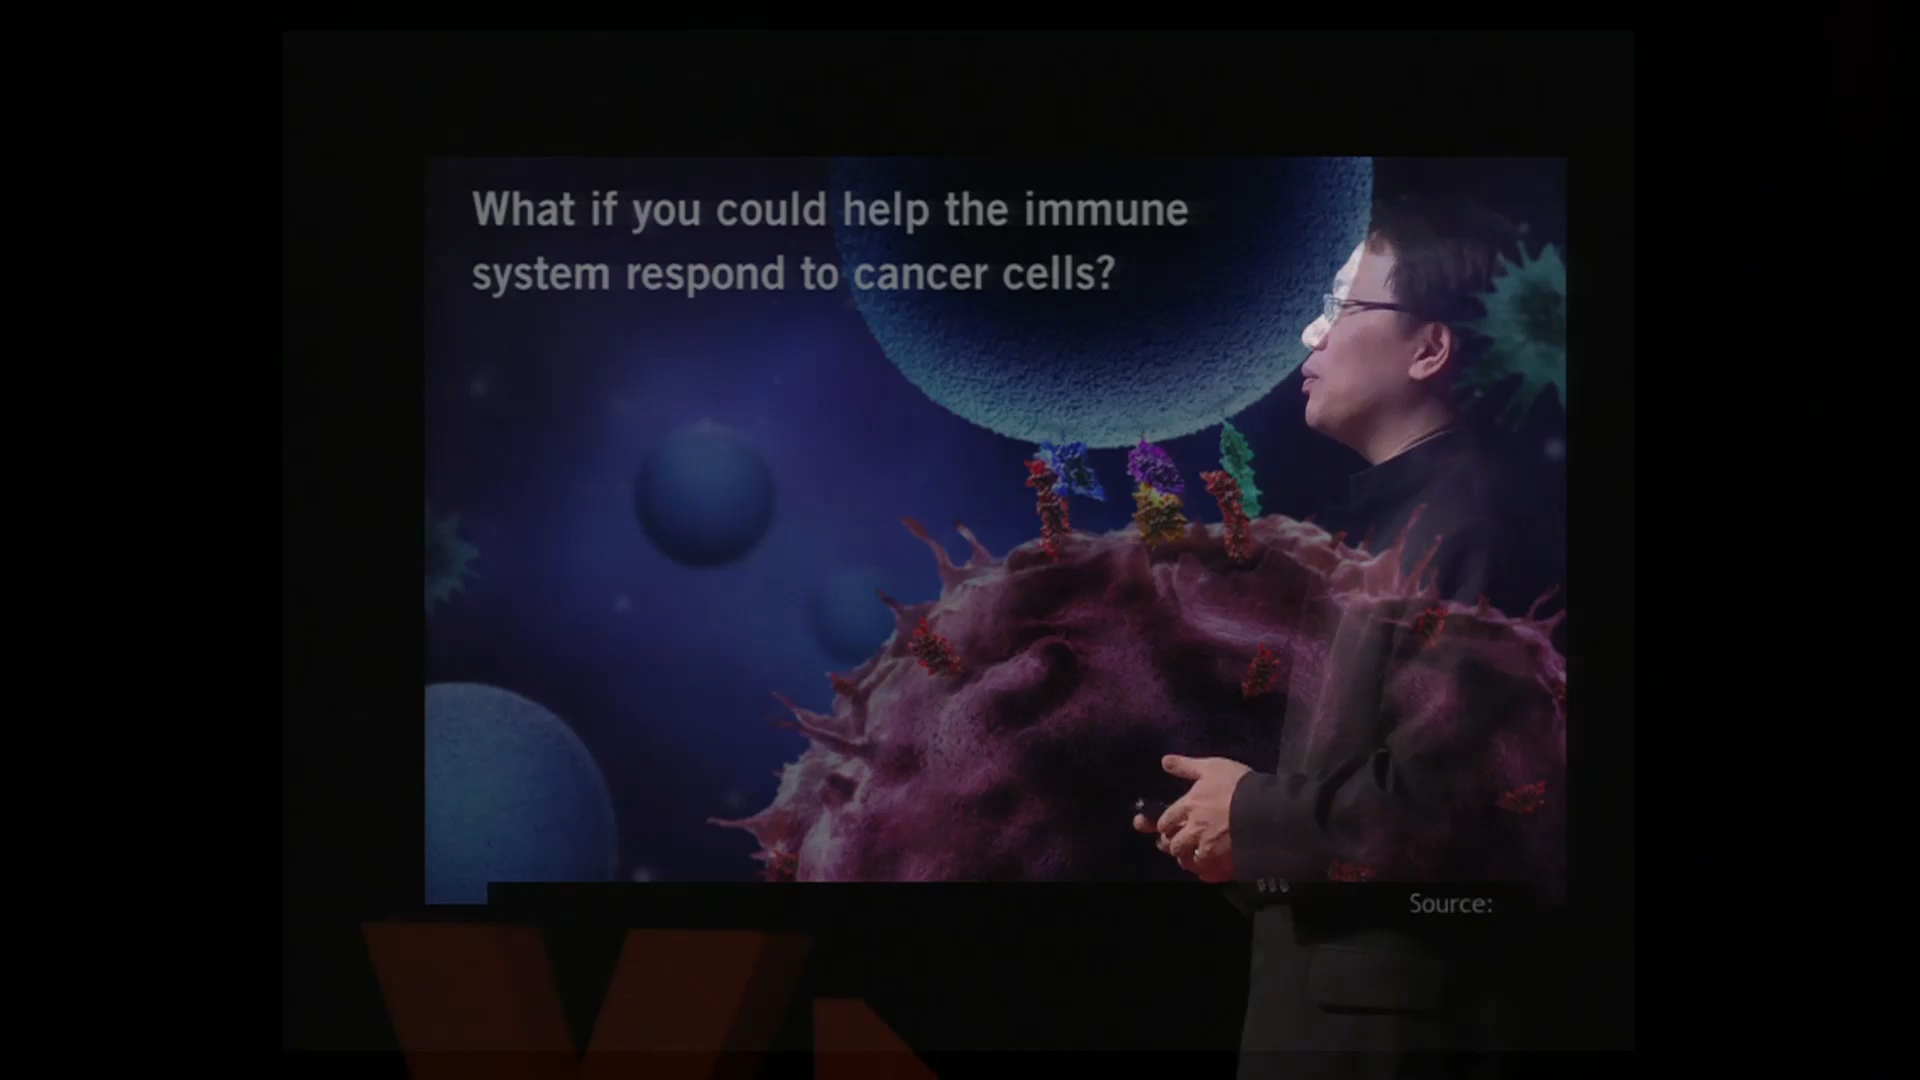 What if you could help the immune
system respond to cancer cells?
Source: